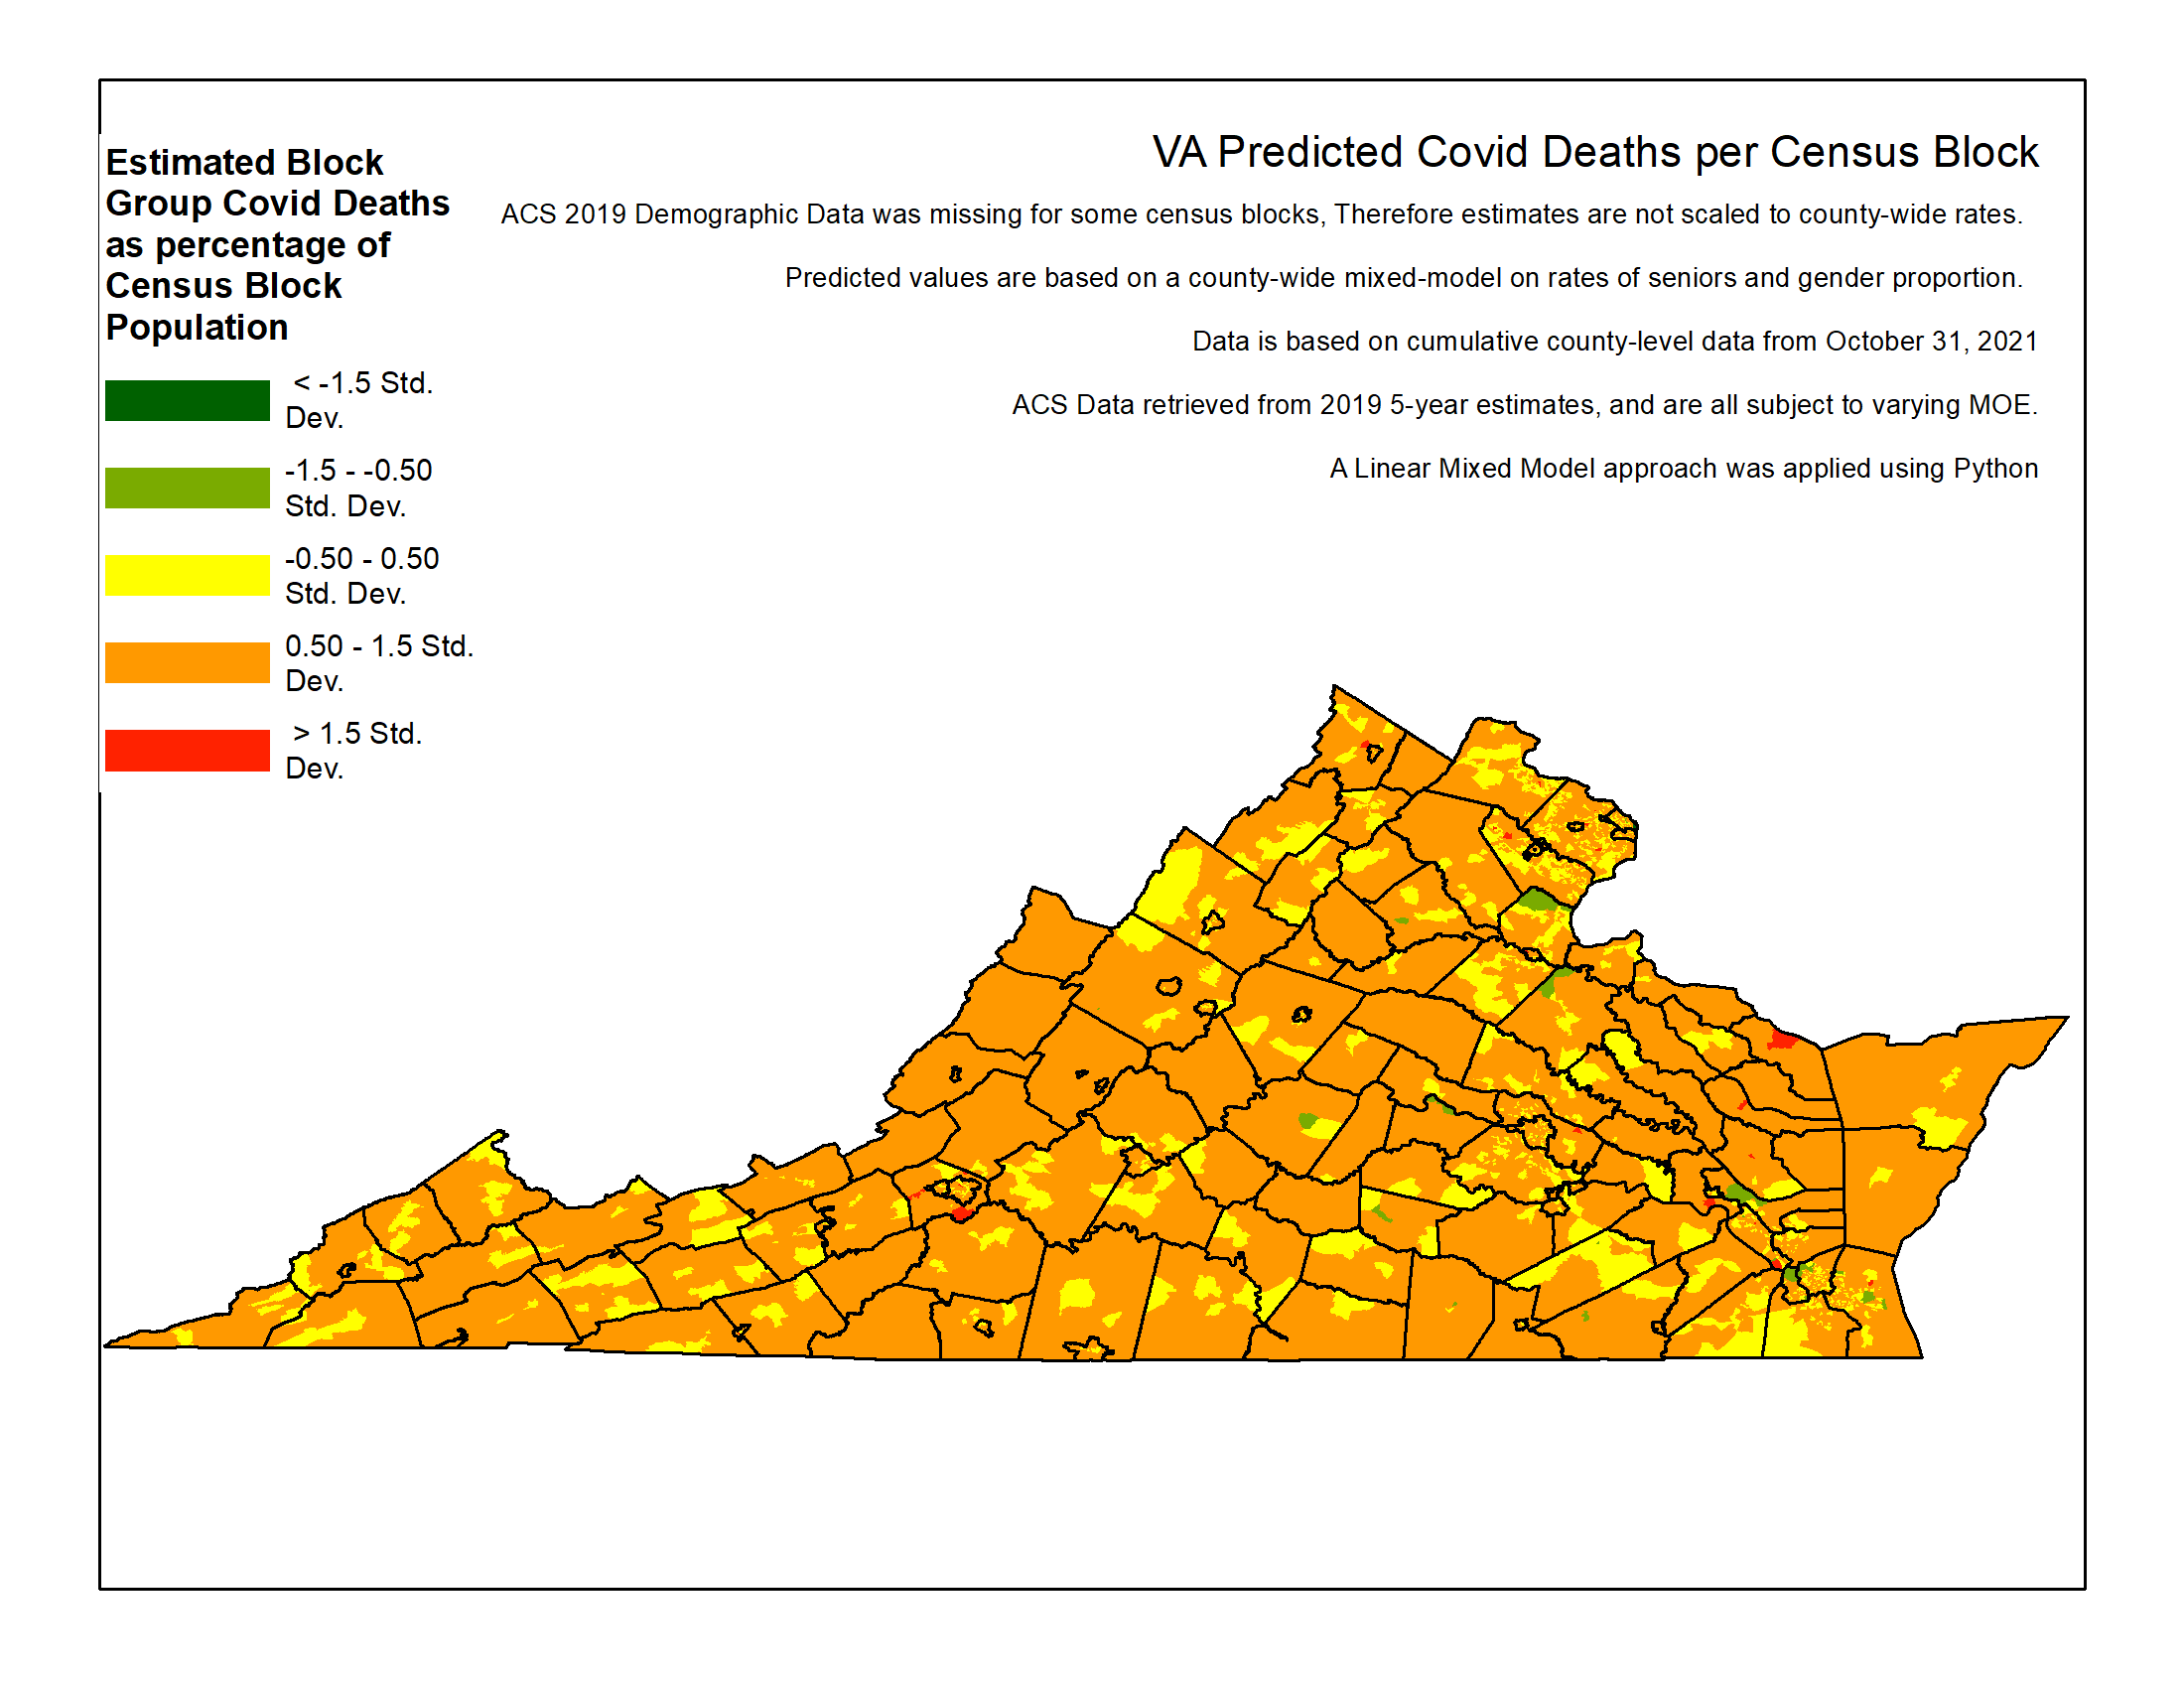 VA Predicted Covid Deaths per Census Block
ACS 2019 Demographic Data was missing for some census blocks, Therefore estimates are not scaled to county-wide rates.
Predicted values are based on a county-wide mixed-model on rates of seniors and gender proportion.
Data is based on cumulative county-level data from October 31, 2021
ACS Data retrieved from 2019 5-year estimates, and are all subject to varying MOE.
A Linear Mixed Model approach was applied using Python
Estimated Block
Group Covid Deaths
as percentage of
Census Block
Population
< -1.5 Std.
Dev.
-1.5 - -0.50
Std. Dev.
-0.50 - 0.50
Std. Dev.
0.50 - 1.5 Std.
Dev.
> 1.5 Std.
Dev.